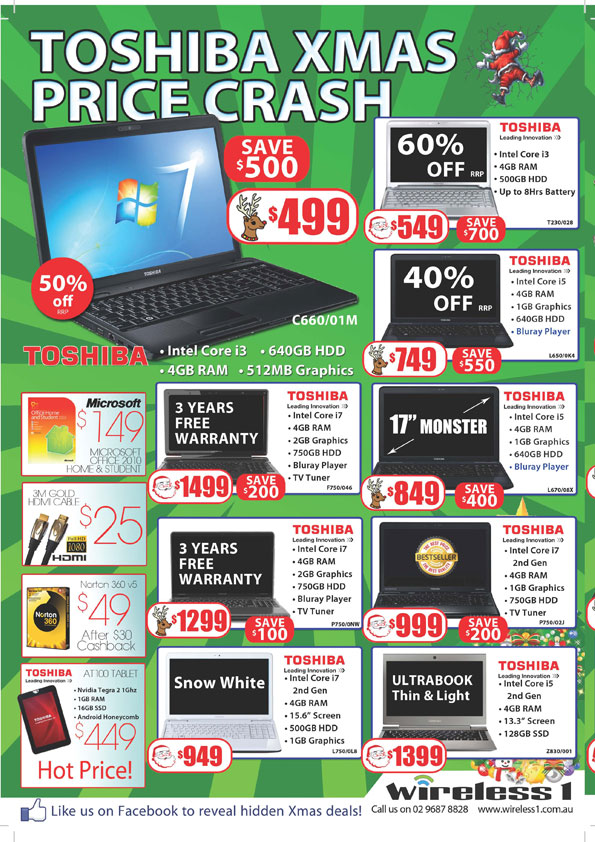 TOSHIBA XMAS
PRICE CRASH
SAVE
$500
$499
50%
off
RRP
TOSHIBA
C660/01M
TOSHIBA
• Intel Core i3 • 640GB HDD
• 4GB RAM • 512MB Graphics
60%
OFF RRP
TOSHIBA
Leading Innovation >>>
• Intel Core i3
• 4GB RAM
• 500GB HDD
• Up to 8Hrs Battery
T230/028
$549
SAVE
$700
40%
OFF RRP
TOSHIBA
Leading Innovation >>>
• Intel Core i5
• 4GB RAM
• 1GB Graphics
• 640GB HDD
• Bluray Player
L650/0K4
$749
SAVE
$550
Microsoft
$149
MICROSOFT
OFFICE 2010
HOME & STUDENT
3 YEARS
FREE
WARRANTY
TOSHIBA
Leading Innovation >>>
• Intel Core i7
• 4GB RAM
• 2GB Graphics
• 750GB HDD
• Bluray Player
• TV Tuner
F750/046
$1499
SAVE
$200
17" MONSTER
TOSHIBA
Leading Innovation >>>
• Intel Core i5
• 4GB RAM
• 1GB Graphics
• 640GB HDD
• Bluray Player
L670/08X
$849
SAVE
$400
3M GOLD
HDMI CABLE
$25
Full HD
1080
HDMI
3 YEARS
FREE
WARRANTY
TOSHIBA
Leading Innovation >>>
• Intel Core i7
• 4GB RAM
• 2GB Graphics
• 750GB HDD
• Bluray Player
• TV Tuner
P750/0NW
$1299
SAVE
$100
BESTSELLER
TOSHIBA
Leading Innovation >>>
• Intel Core i7
2nd Gen
• 4GB RAM
• 1GB Graphics
• 750GB HDD
• TV Tuner
P750/02J
$999
SAVE
$200
Norton 360 v5
Norton
360
$49
After $30
Cashback
TOSHIBA
Leading Innovation >>>
AT100 TABLET
• Nvidia Tegra 2 1Ghz
• 1GB RAM
• 16GB SSD
• Android Honeycomb
$449
Hot Price!
Snow White
TOSHIBA
Leading Innovation >>>
• Intel Core i7
2nd Gen
• 4GB RAM
• 15.6" Screen
• 500GB HDD
• 1GB Graphics
L750/0L8
$949
ULTRABOOK
Thin & Light
TOSHIBA
Leading Innovation >>>
• Intel Core i5
2nd Gen
• 4GB RAM
• 13.3" Screen
• 128GB SSD
Z830/001
$1399
Like us on Facebook to reveal hidden Xmas deals!
Wireless 1
Call us on 02 9687 8828 www.wireless1.com.au